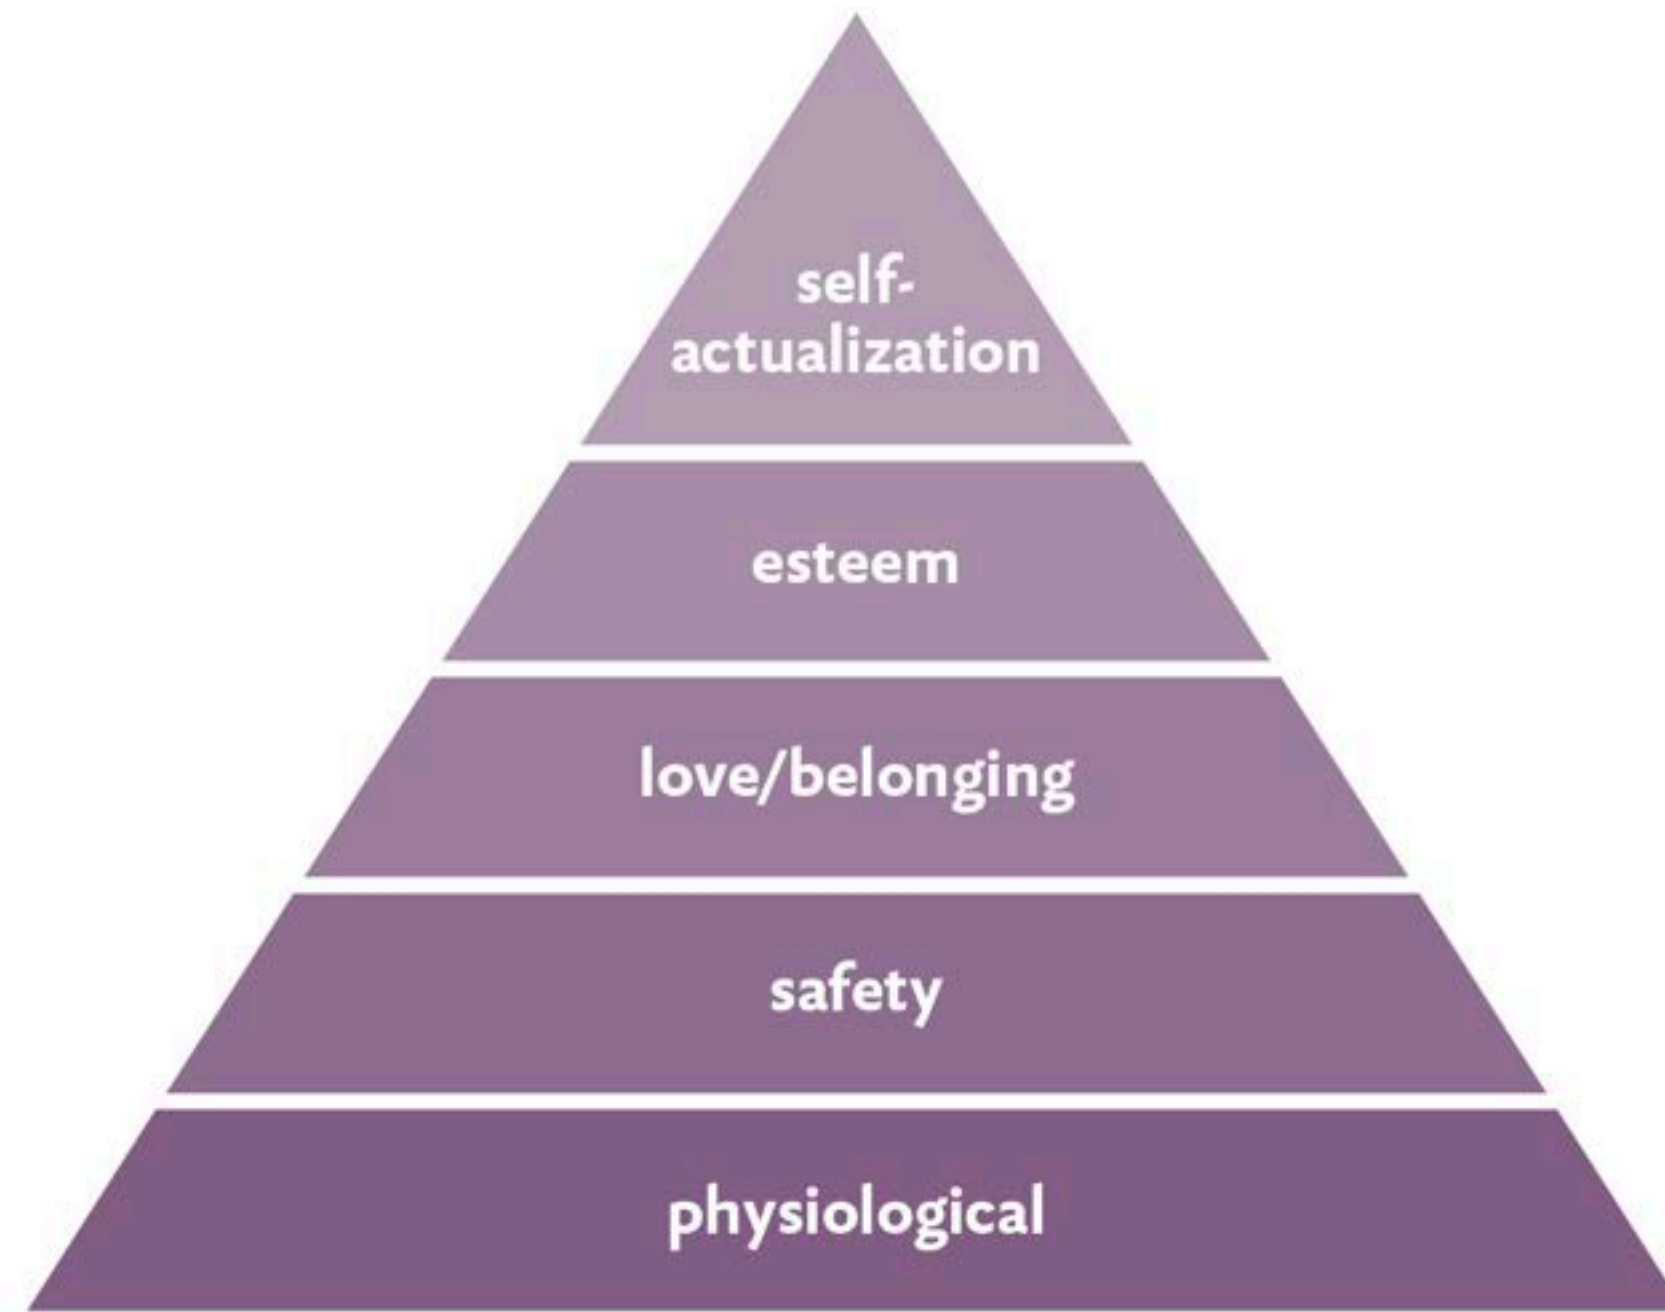 self-
actualization
esteem
love/belonging
safety
physiological